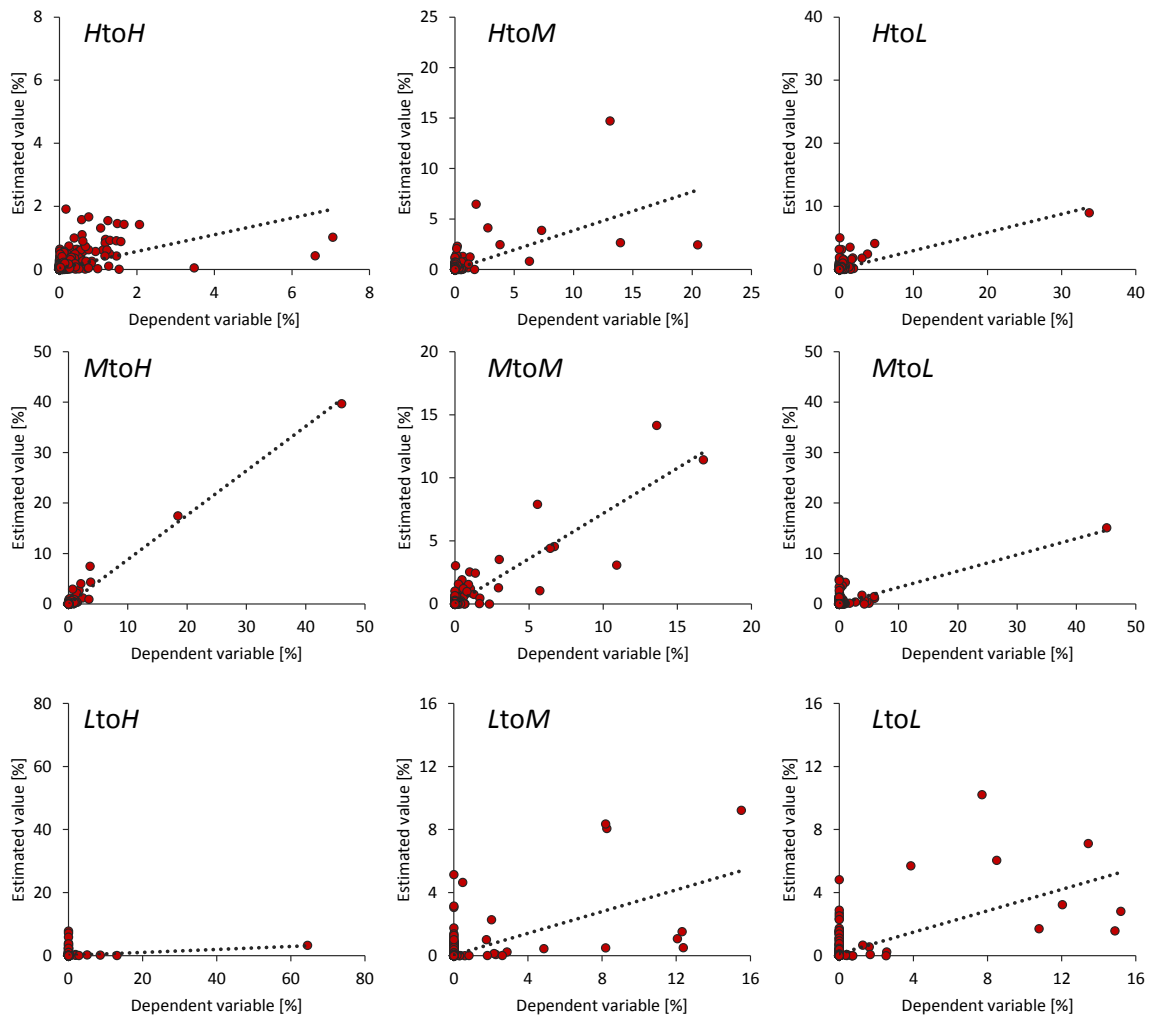 HtoH
8
6
4
2
0
Estimated value [%]
0 2 4 6 8
Dependent variable [%]
HtoM
25
20
15
10
5
0
Estimated value [%]
0 5 10 15 20 25
Dependent variable [%]
HtoL
40
30
20
10
0
Estimated value [%]
0 10 20 30 40
Dependent variable [%]
MtoH
50
40
30
20
10
0
Estimated value [%]
0 10 20 30 40 50
Dependent variable [%]
MtoM
20
15
10
5
0
Estimated value [%]
0 5 10 15 20
Dependent variable [%]
MtoL
50
40
30
20
10
0
Estimated value [%]
0 10 20 30 40 50
Dependent variable [%]
LtoH
80
60
40
20
0
Estimated value [%]
0 20 40 60 80
Dependent variable [%]
LtoM
16
12
8
4
0
Estimated value [%]
0 4 8 12 16
Dependent variable [%]
LtoL
16
12
8
4
0
Estimated value [%]
0 4 8 12 16
Dependent variable [%]